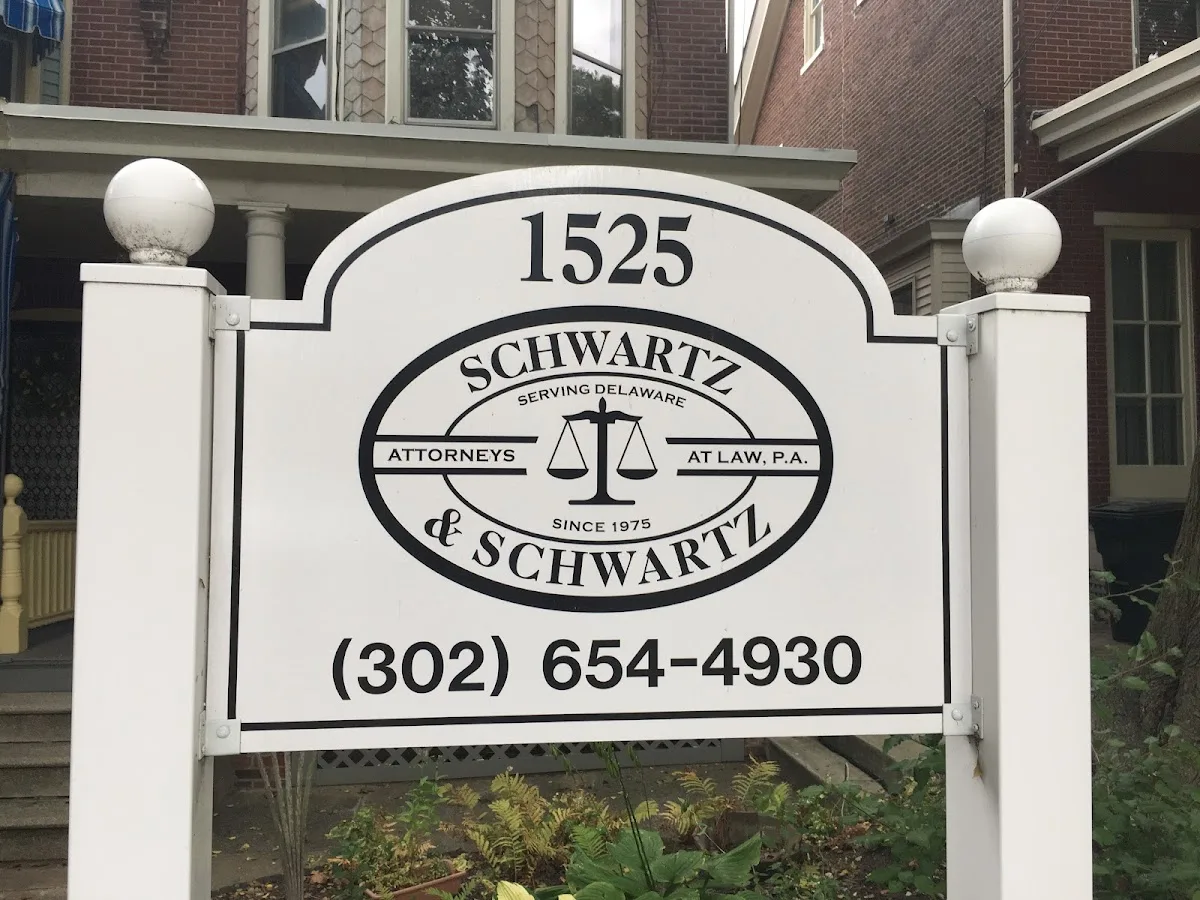 1525
SCHWARTZ
SERVING DELAWARE
ATTORNEYS AT LAW, P.A.
SINCE 1975
& SCHWARTZ
(302) 654-4930